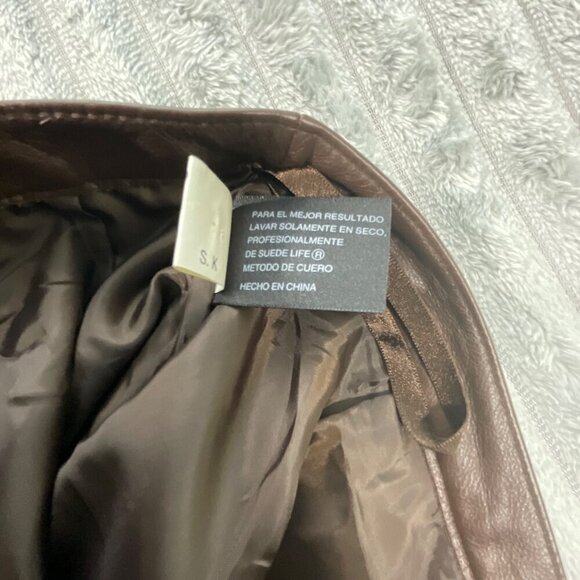 PARA EL MEJOR RESULTADO
LAVAR SOLAMENTE EN SECO,
PROFESIONALMENTE
DE SUEDE LIFE®
METODO DE CUERO
HECHO EN CHINA
S.K